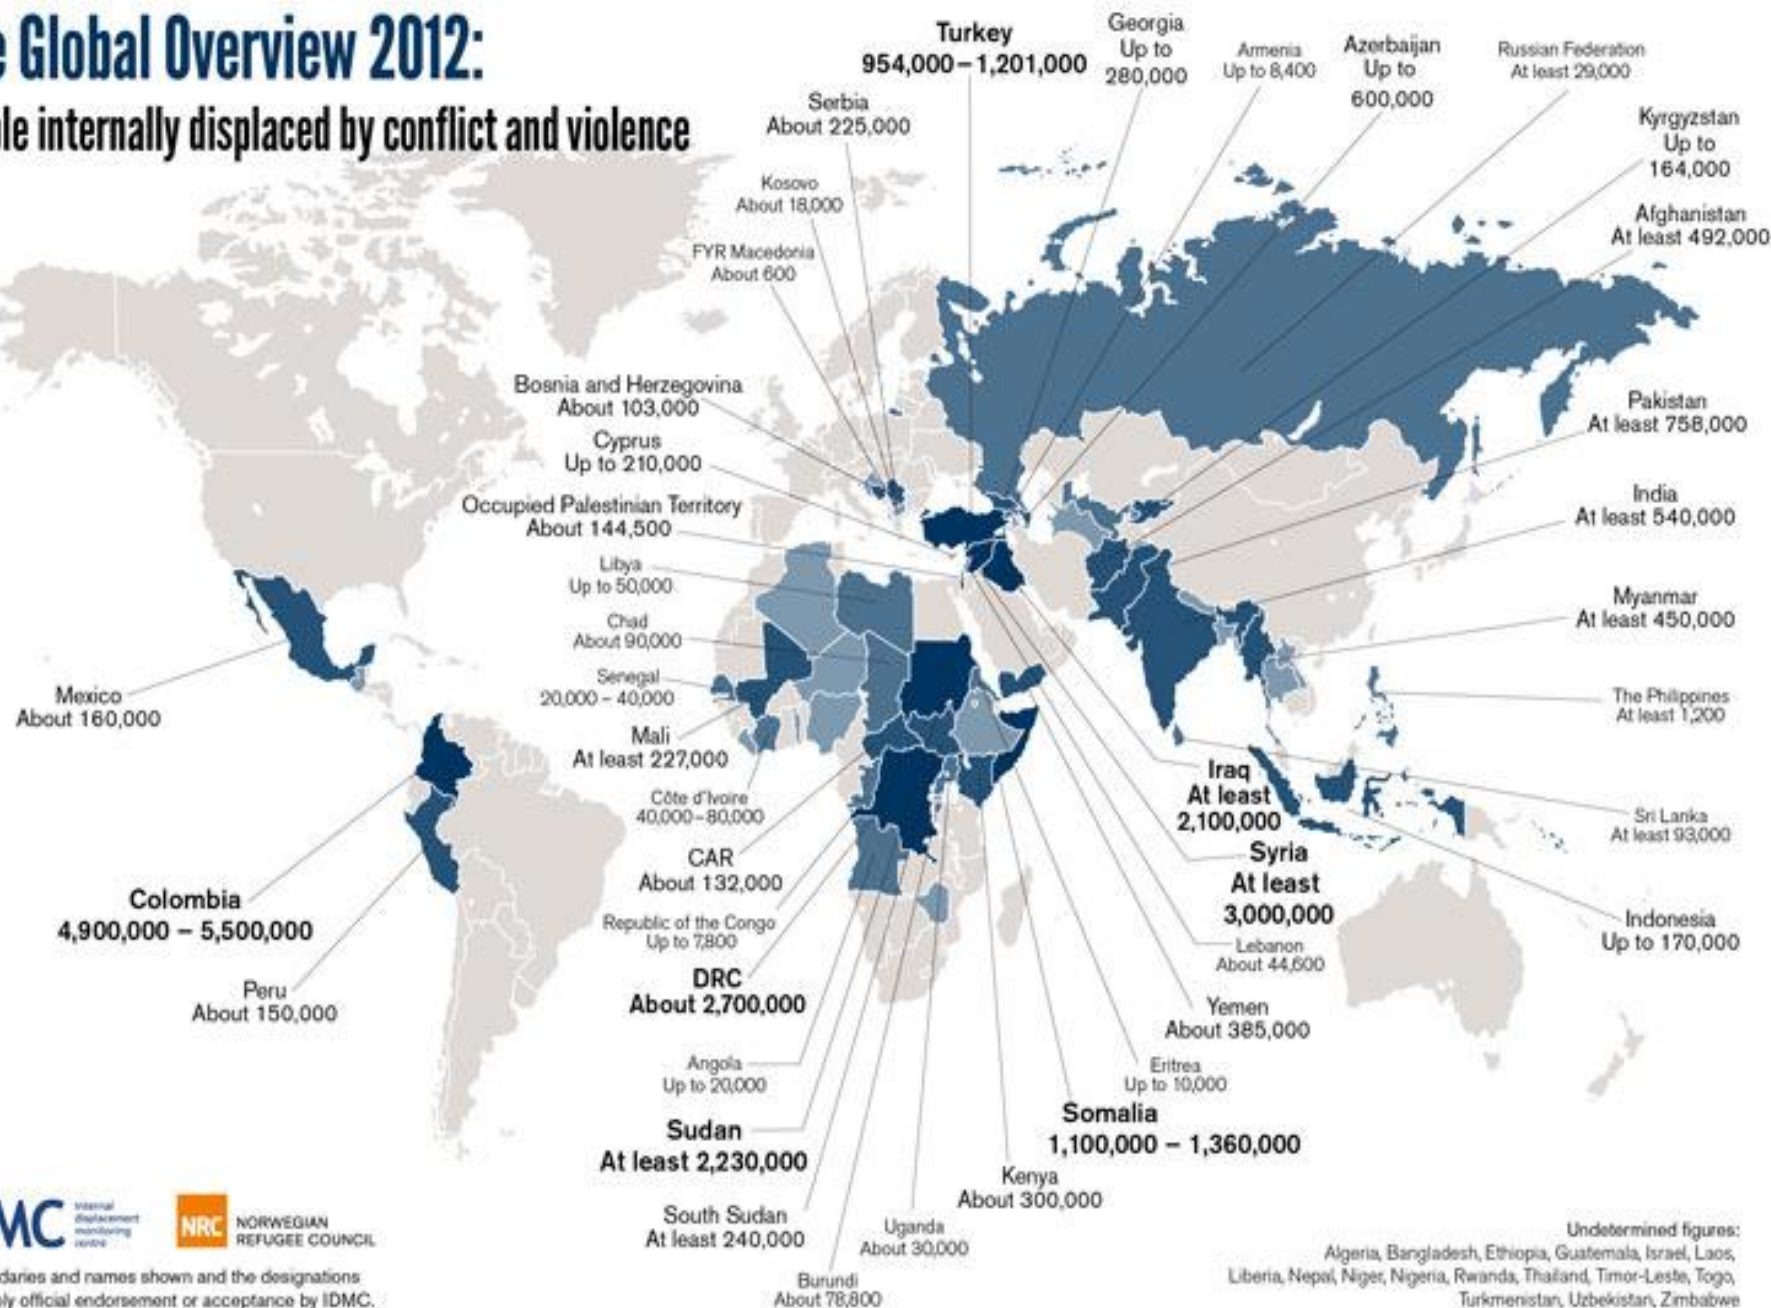 e Global Overview 2012:
le internally displaced by conflict and violence
Turkey
954,000–1,201,000
Georgia
Up to
280,000
Armenia
Up to 8,400
Azerbaijan
Up to
600,000
Russian Federation
At least 29,000
Serbia
About 225,000
Kyrgyzstan
Up to
164,000
Kosovo
About 18,000
Afghanistan
At least 492,000
FYR Macedonia
About 600
Bosnia and Herzegovina
About 103,000
Pakistan
At least 758,000
Cyprus
Up to 210,000
Occupied Palestinian Territory
About 144,500
India
At least 540,000
Libya
Up to 50,000
Myanmar
At least 450,000
Chad
About 90,000
Senegal
20,000 – 40,000
Mexico
About 160,000
The Philippines
At least 1,200
Mali
At least 227,000
Iraq
At least
2,100,000
Côte d'Ivoire
40,000–80,000
Sri Lanka
At least 93,000
CAR
About 132,000
Syria
At least
3,000,000
Colombia
4,900,000 – 5,500,000
Republic of the Congo
Up to 7,800
Indonesia
Up to 170,000
Lebanon
About 44,600
DRC
About 2,700,000
Peru
About 150,000
Yemen
About 385,000
Angola
Up to 20,000
Eritrea
Up to 10,000
Sudan
At least 2,230,000
Somalia
1,100,000 – 1,360,000
Kenya
About 300,000
South Sudan
At least 240,000
Uganda
About 30,000
Burundi
About 78,800
MC
internal
displacement
monitoring
centre
NRC
NORWEGIAN
REFUGEE COUNCIL
daries and names shown and the designations
ly official endorsement or acceptance by IDMC.
Undetermined figures:
Algeria, Bangladesh, Ethiopia, Guatemala, Israel, Laos,
Liberia, Nepal, Niger, Nigeria, Rwanda, Thailand, Timor-Leste, Togo,
Turkmenistan, Uzbekistan, Zimbabwe